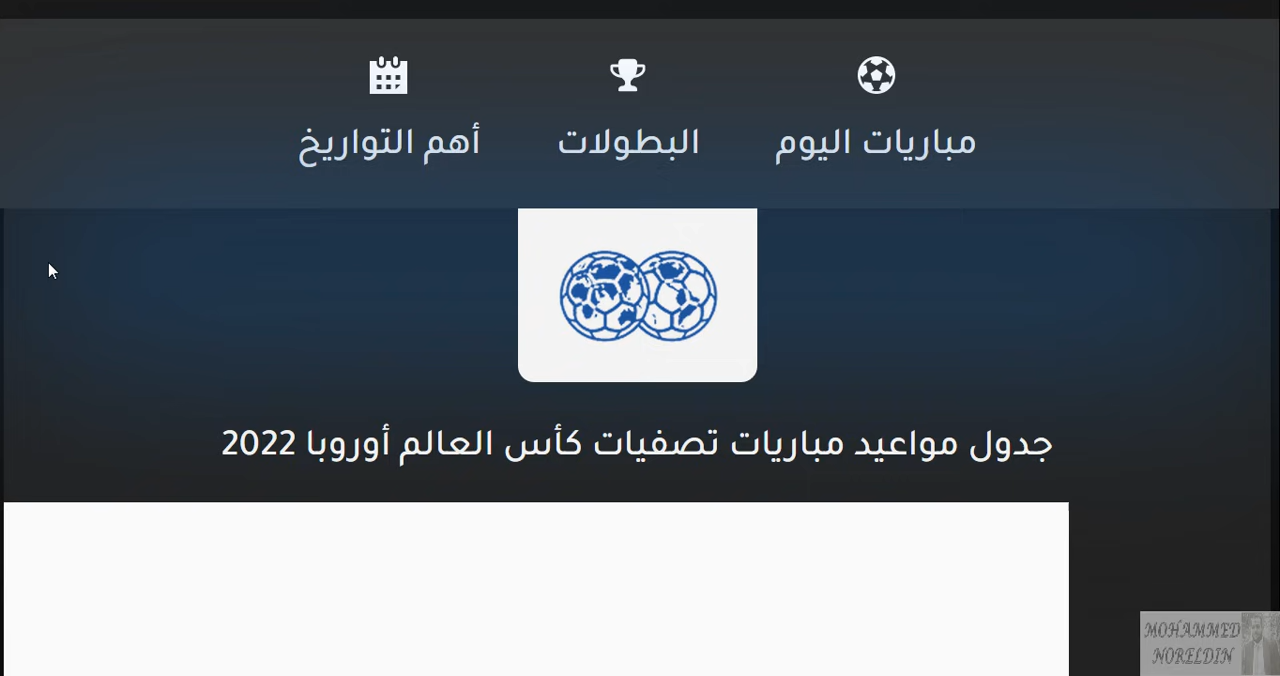 مباريات اليوم
البطولات
أهم التواريخ
جدول مواعيد مباريات تصفيات كأس العالم أوروبا 2022
MOHAMMED
NORELDIN